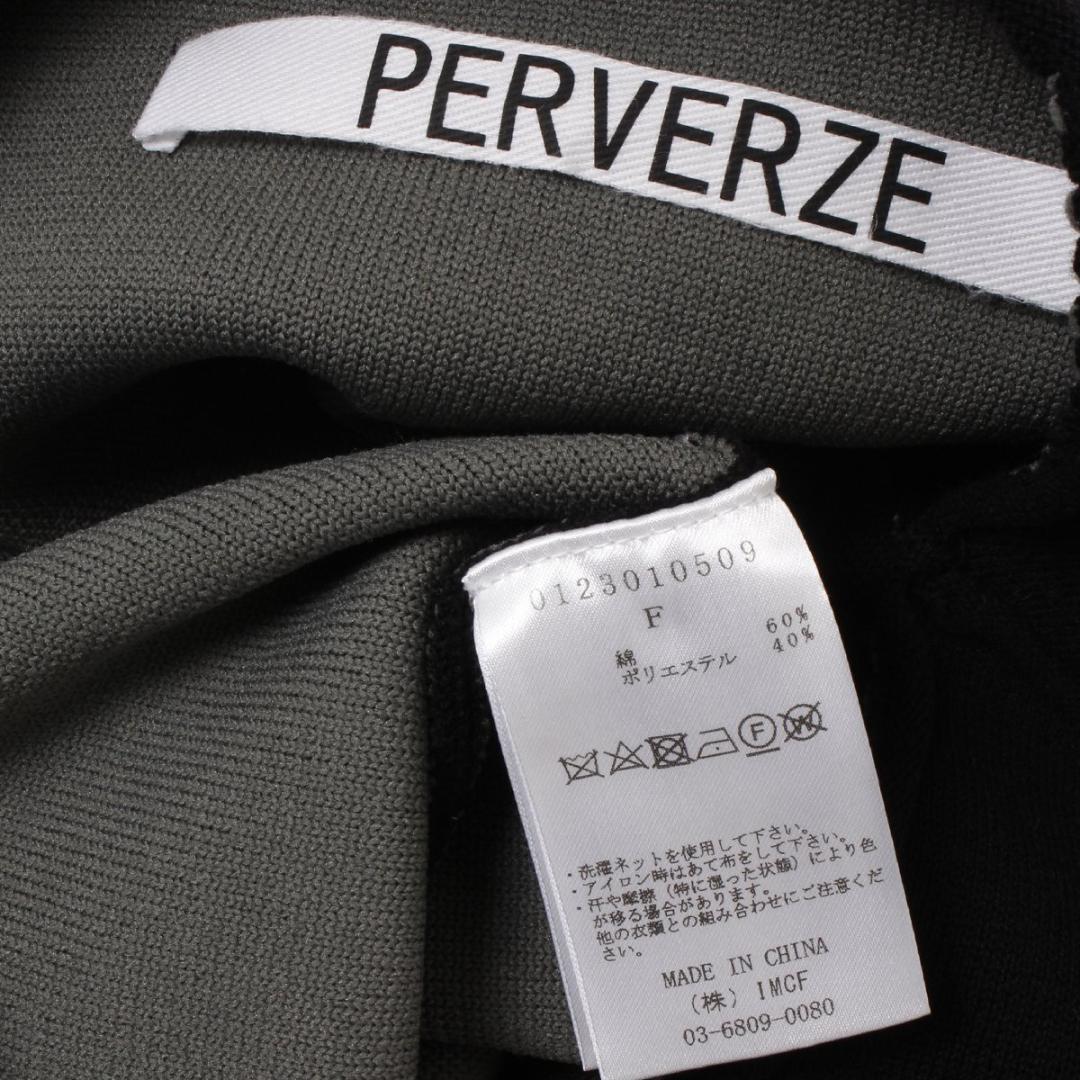 PERVERZE
0123010509
F
綿 60%
ポリエステル 40%
F W
・洗濯ネットを使用して下さい。
・アイロン時はあて布をして下さい。
・汗や摩擦（特に湿った状態）により色
が移る場合があります。
他の衣類との組み合わせにご注意くだ
さい。
MADE IN CHINA
（株） IMCF
03-6809-0080